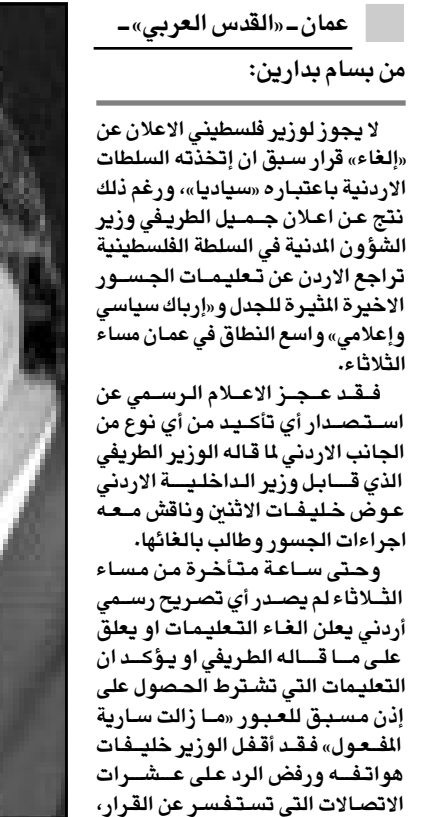 عمان ـ «القدس العربي» ـ
من بسام بدارين:
لا يجوز لوزير فلسطيني الاعلان عن
«إلغاء» قرار سبق ان إتخذته السلطات
الاردنية باعتباره «سياديا»، ورغم ذلك
نتج عن اعلان جميل الطريفي وزير
الشؤون المدنية في السلطة الفلسطينية
تراجع الاردن عن تعليمات الجسور
الاخيرة المثيرة للجدل و«إرباك سياسي
وإعلامي» واسع النطاق في عمان مساء
الثلاثاء.
فقد عجز الاعلام الرسمي عن
استصدار أي تأكيد من أي نوع من
الجانب الاردني لما قاله الوزير الطريفي
الذي قابل وزير الداخلية الاردني
عوض خليفات الاثنين وناقش معه
اجراءات الجسور وطالب بالغائها.
وحتى ساعة متأخرة من مساء
الثلاثاء لم يصدر أي تصريح رسمي
أردني يعلن الغاء التعليمات او يعلق
على ما قاله الطريفي او يؤكد ان
التعليمات التي تشترط الحصول على
إذن مسبق للعبور «ما زالت سارية
المفعول» فقد أقفل الوزير خليفات
هواتفه ورفض الرد على عشرات
الاتصالات التي تستفسر عن القرار،